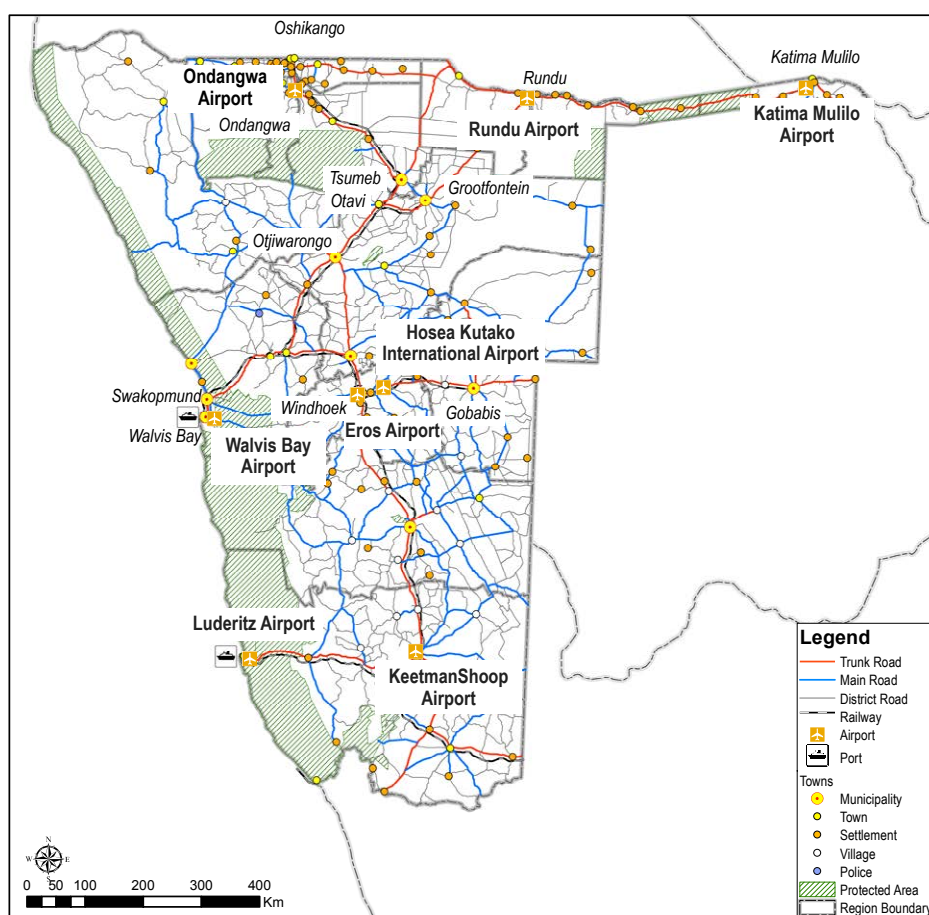 Oshikango
Katima Mulilo
Ondangwa
Airport
Rundu
Ondangwa
Rundu Airport
Katima Mulilo
Airport
Tsumeb
Grootfontein
Otavi
Otjiwarongo
Hosea Kutako
International Airport
Swakopmund
Windhoek
Gobabis
Eros Airport
Walvis Bay
Walvis Bay
Airport
Luderitz Airport
KeetmanShoop
Airport
Legend
Trunk Road
Main Road
District Road
Railway
Airport
Port
Towns
Municipality
Town
Settlement
Village
Police
Protected Area
Region Boundary
N
W E
S
0 50 100 200 300 400
Km